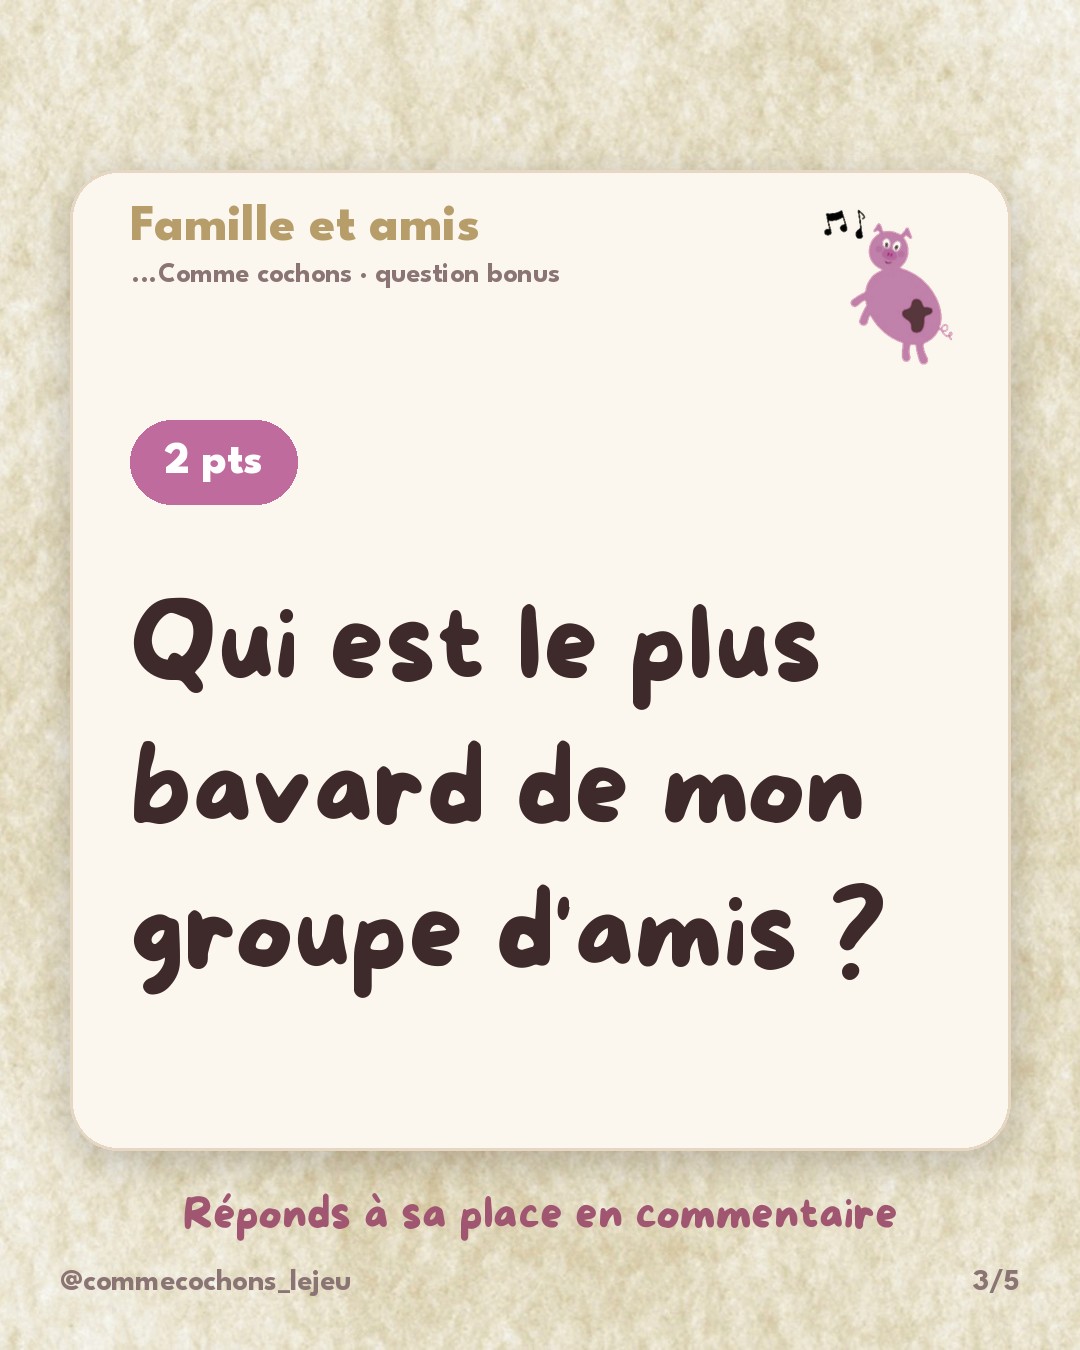 Famille et amis
...Comme cochons · question bonus
2 pts
Qui est le plus
bavard de mon
groupe d'amis ?
Réponds à sa place en commentaire
@commecochons_lejeu
3/5